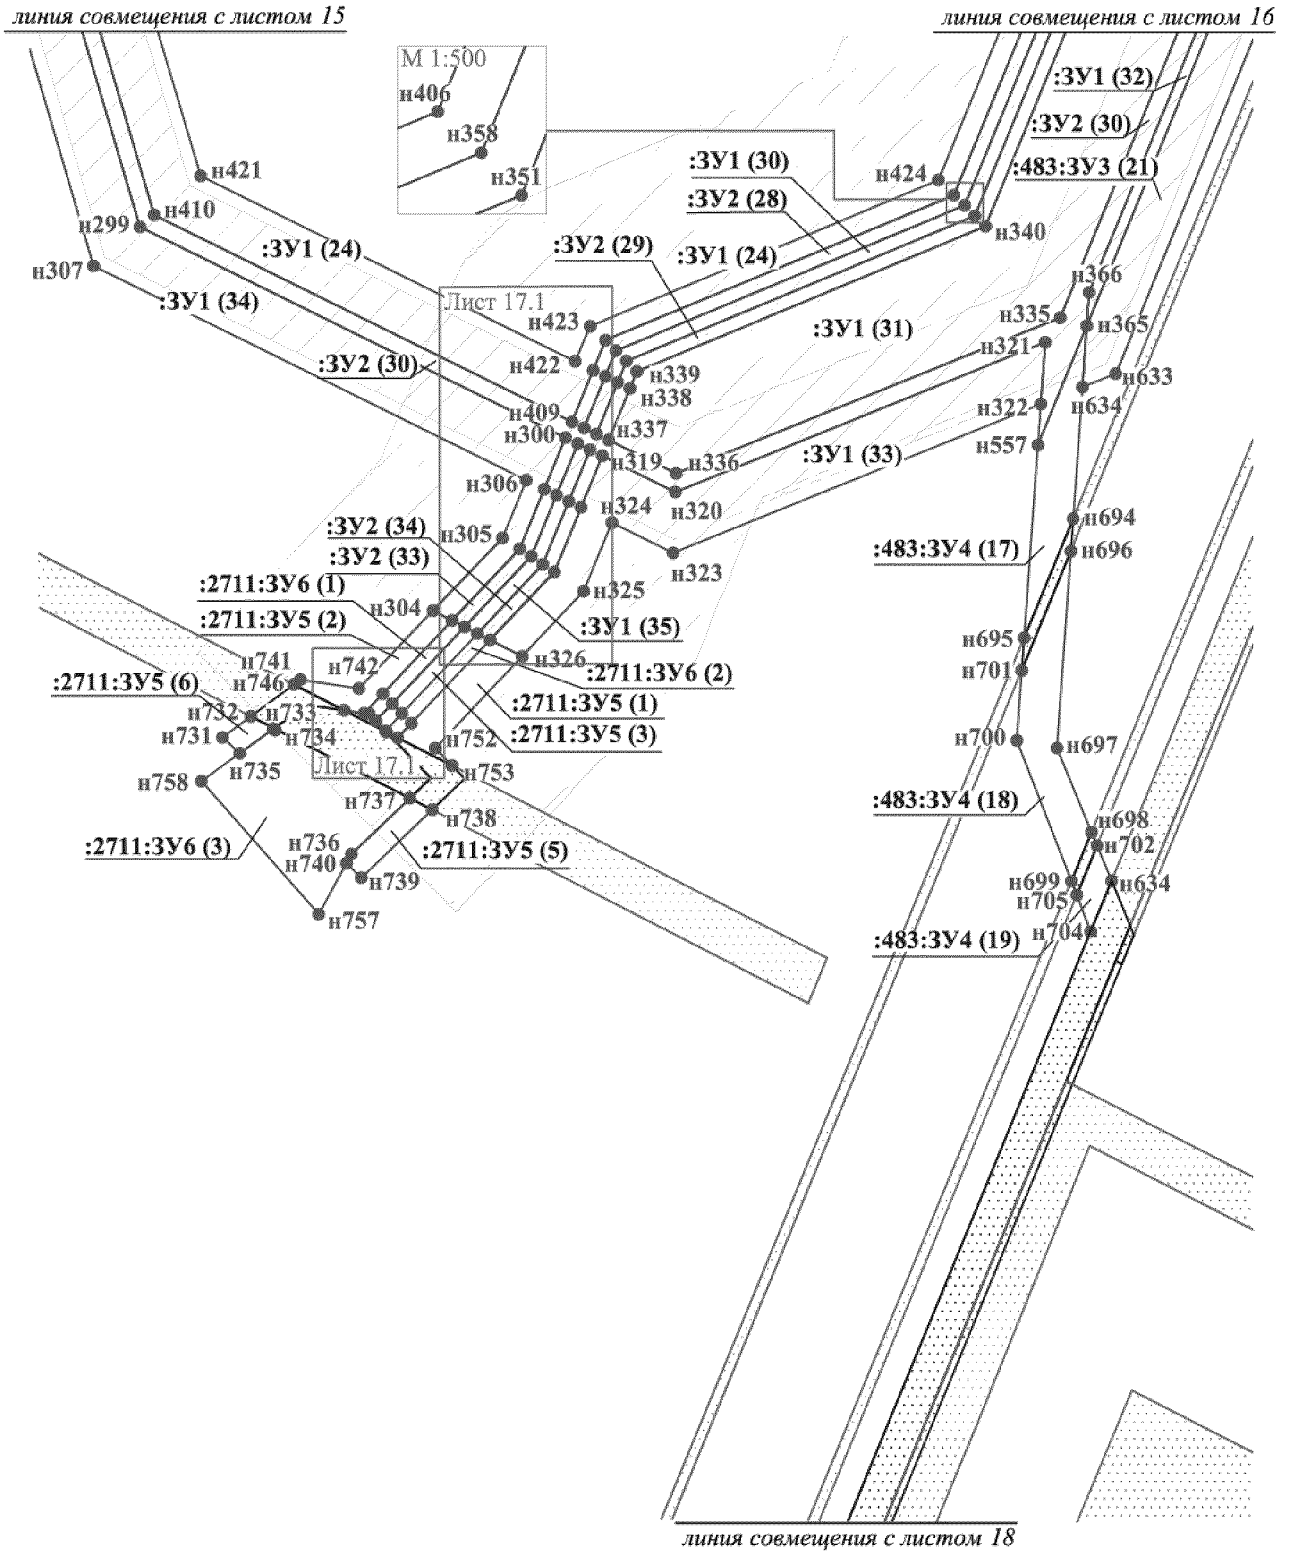 линия совмещения с листом 15
линия совмещения с листом 16
М 1:500
н406
н358
н351
:ЗУ1 (32)
:ЗУ2 (30)
:483:ЗУ3 (21)
:ЗУ1 (30)
:ЗУ2 (28)
н424
н421
н410
н299
н307
:ЗУ1 (24)
:ЗУ1 (34)
:ЗУ2 (29)
:ЗУ1 (24)
н340
н366
н335
н365
н321
:ЗУ1 (31)
Лист 17.1
н423
н422
:ЗУ2 (30)
н339
н338
н633
н634
н322
н409
н300
н337
н557
н319
н336
:ЗУ1 (33)
н306
н324
н320
н694
:ЗУ2 (34)
н305
:483:ЗУ4 (17)
н696
:ЗУ2 (33)
н323
:2711:ЗУ6 (1)
н325
н304
:2711:ЗУ5 (2)
:ЗУ1 (35)
н695
н741
н742
н326
н701
:2711:ЗУ6 (2)
:2711:ЗУ5 (6)
н746
:2711:ЗУ5 (1)
н732
н733
н731
н734
н752
:2711:ЗУ5 (3)
н700
н697
н735
Лист 17.1
н753
н758
н737
н738
:483:ЗУ4 (18)
н698
н702
н736
:2711:ЗУ6 (3)
н740
:2711:ЗУ5 (5)
н739
н699
н634
н705
н757
н704
:483:ЗУ4 (19)
линия совмещения с листом 18